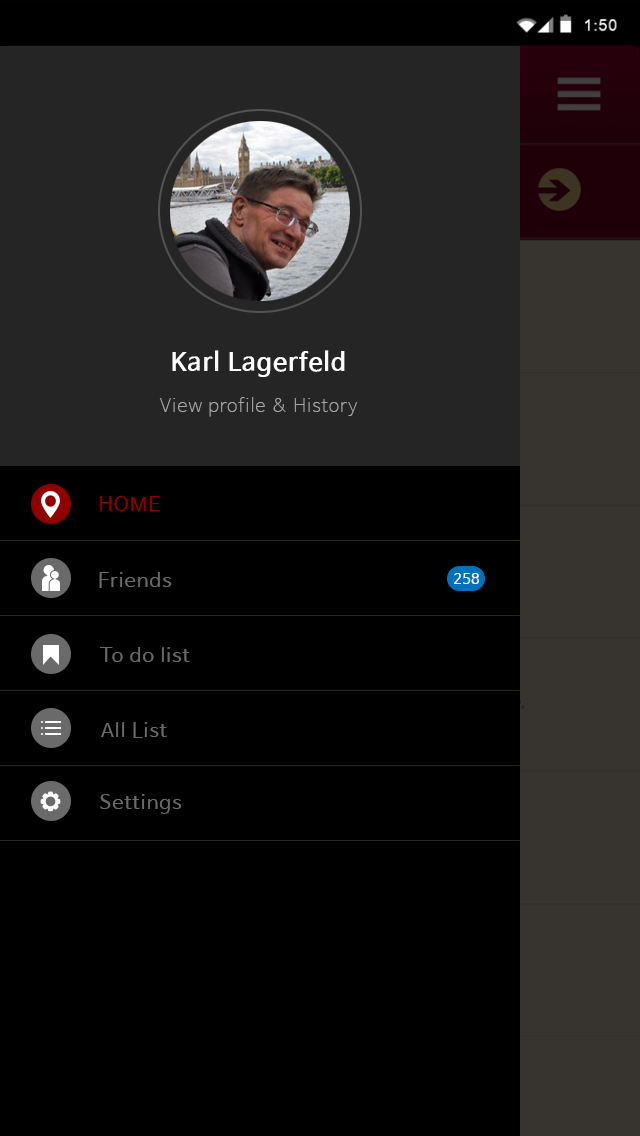 1:50
Karl Lagerfeld
View profile & History
HOME
Friends
258
To do list
All List
Settings